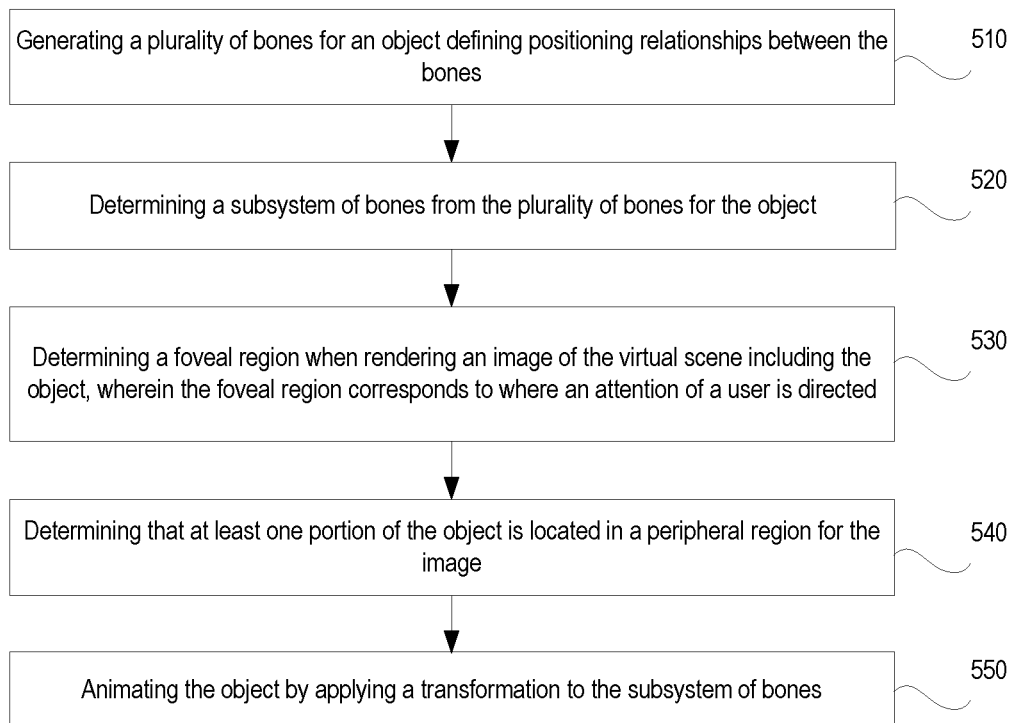 Generating a plurality of bones for an object defining positioning relationships between the
bones
510
Determining a subsystem of bones from the plurality of bones for the object
520
Determining a foveal region when rendering an image of the virtual scene including the
object, wherein the foveal region corresponds to where an attention of a user is directed
530
Determining that at least one portion of the object is located in a peripheral region for the
image
540
Animating the object by applying a transformation to the subsystem of bones
550